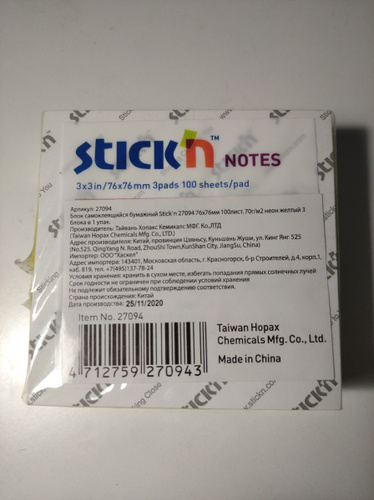 STICK'n™ NOTES
3x3in/76x76mm 3pads 100 sheets/pad
Артикул: 27094
Блок самоклеящийся бумажный Stick`n 27094 76x76мм 100лист. 70г/м2 неон желтый 3
блока в 1 упак.
Производитель: Тайвань Хопакс Кемикалс МФГ. Ко.,ЛТД
(Taiwan Hopax Chemicals Mfg. Co., LTD.)
Адрес производителя: Китай, провинция Цзяньсу, Куньшань Жуши, ул. Кинг Янг 525
(No.525, QingYang N. Road, ZhouShi Town,KunShan City, JiangSu, China)
Импортер: ООО"Хаскел"
Адрес импортера: 143401, Московская область, г.Красногорск, б-р Строителей, д.4, корп.1,
каб. 819, тел. +7(495)137-78-24
Условия хранения: хранить в сухом месте, избегать попадания прямых солнечных лучей
Срок годности не ограничен при соблюдении условий хранения.
Не подлежит обязательному подтверждению соответствия.
Страна происхождения: Китай
Дата производства: 25/11/2020
Item No. 27094
Taiwan Hopax
Chemicals Mfg. Co., Ltd.
Made in China
4 712759 270943